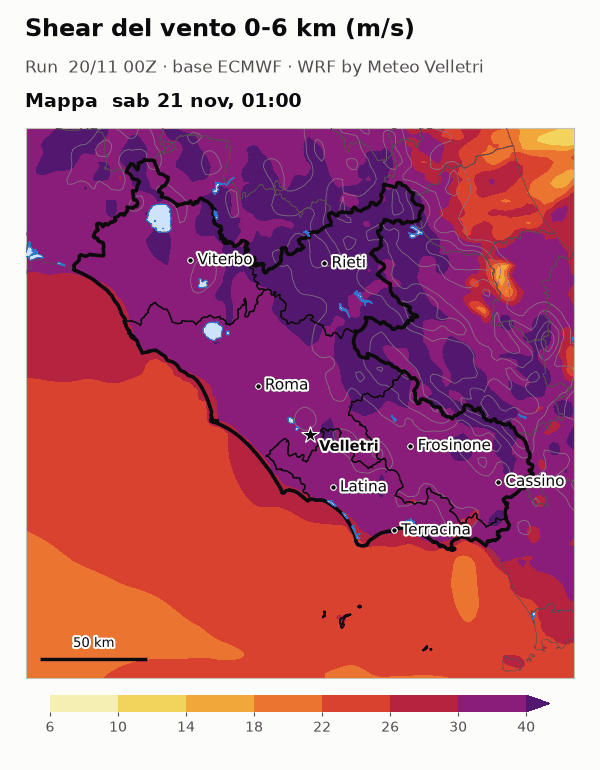 Shear del vento 0-6 km (m/s)
Run  20/11 00Z · base ECMWF · WRF by Meteo Velletri
Mappa  sab 21 nov, 01:00
Viterbo
Rieti
Roma
Velletri
Frosinone
Latina
Cassino
Terracina
50 km
6 10 14 18 22 26 30 40